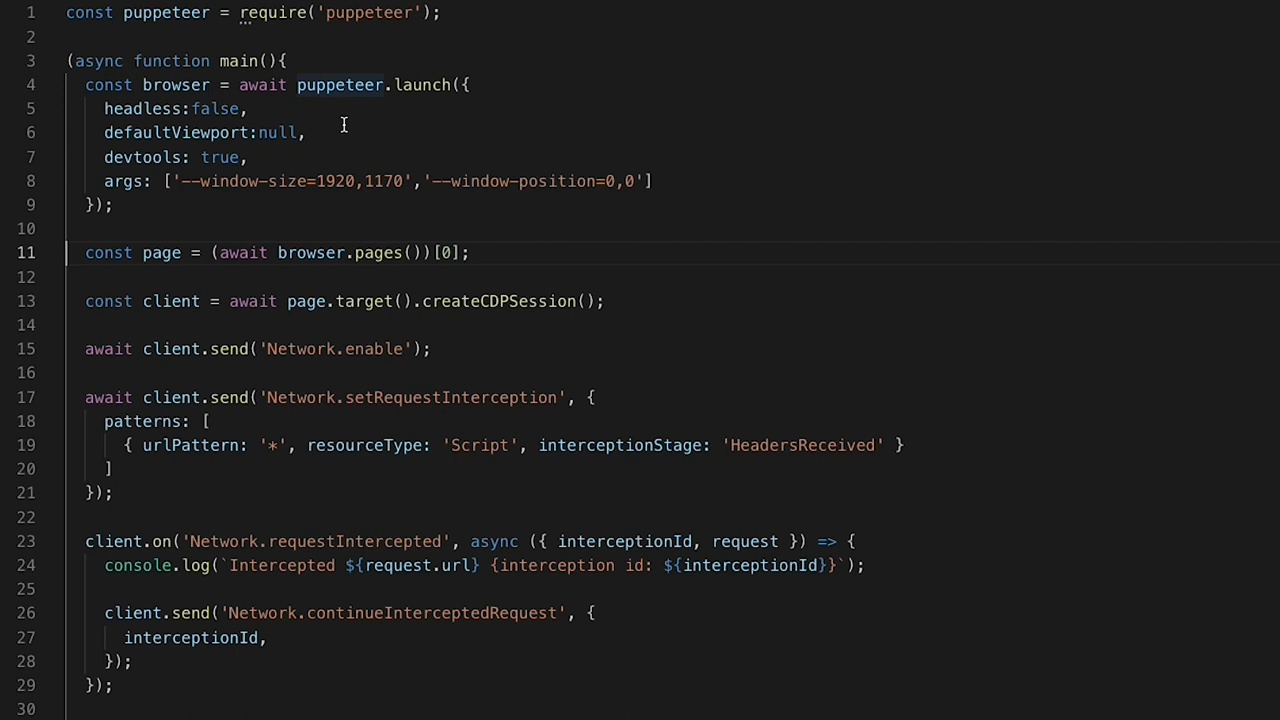 1 const puppeteer = require('puppeteer');
2
3 (async function main(){
4 const browser = await puppeteer.launch({
5 headless:false,
6 defaultViewport:null,
7 devtools: true,
8 args: ['--window-size=1920,1170','--window-position=0,0']
9 });
10
11 const page = (await browser.pages())[0];
12
13 const client = await page.target().createCDPSession();
14
15 await client.send('Network.enable');
16
17 await client.send('Network.setRequestInterception', {
18 patterns: [
19 { urlPattern: '*', resourceType: 'Script', interceptionStage: 'HeadersReceived' }
20 ]
21 });
22
23 client.on('Network.requestIntercepted', async ({ interceptionId, request }) => {
24 console.log(`Intercepted ${request.url} {interception id: ${interceptionId}}`);
25
26 client.send('Network.continueInterceptedRequest', {
27 interceptionId,
28 });
29 });
30